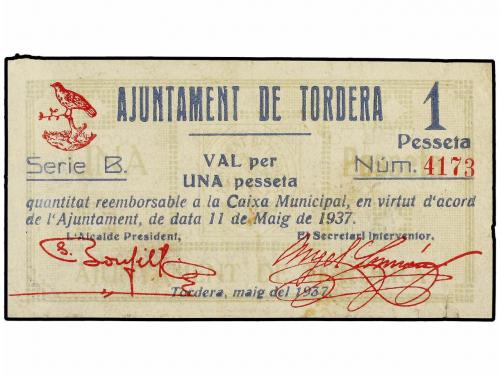 AJUNTAMENT DE TORDERA
1
Pesseta
Serie B.
VAL per
Núm. 4173
UNA pesseta
quantitat reemborsable a la Caixa Municipal, en virtut d'acord
de l'Ajuntament, de data 11 de Maig de 1937.
L'Alcalde President,
El Secretari Interventor,
Tordera, maig del 1937